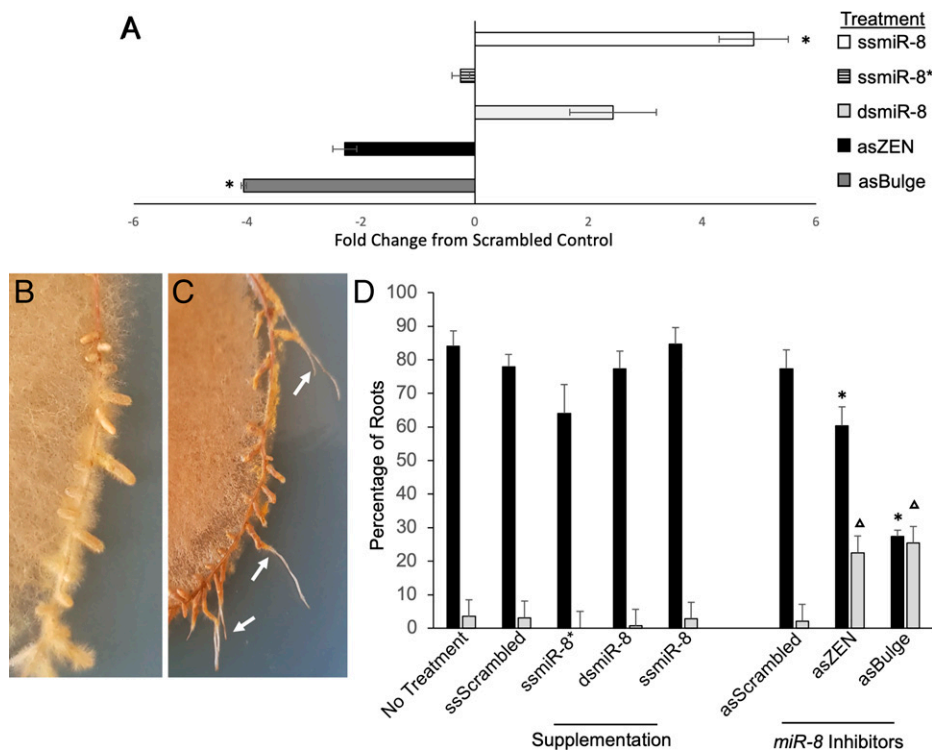 A
Treatment
ssmiR-8
ssmiR-8*
dsmiR-8
asZEN
asBulge
*
*
-6 -4 -2 0 2 4 6
Fold Change from Scrambled Control
B
C
D
Percentage of Roots
100
90
80
70
60
50
40
30
20
10
0
* Δ * Δ
No Treatment
ssScrambled
ssmiR-8*
dsmiR-8
ssmiR-8
asScrambled
asZEN
asBulge
Supplementation
miR-8 Inhibitors